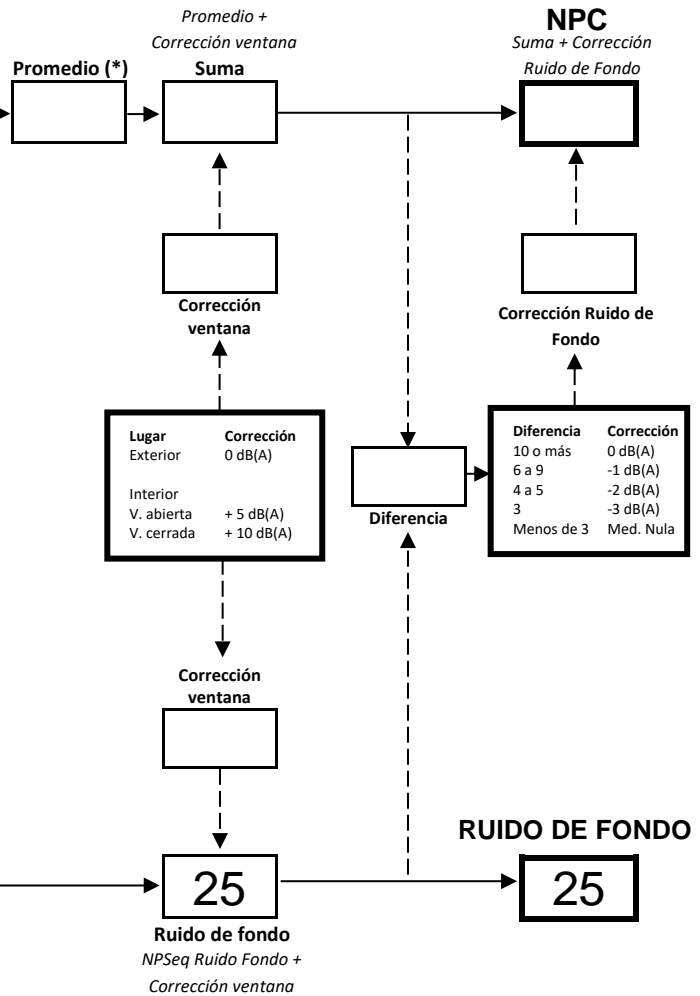 Promedio +
Corrección ventana
Promedio (*)
Suma
NPC
Suma + Corrección
Ruido de Fondo
Corrección
ventana
Corrección Ruido de
Fondo
Lugar Corrección
Exterior 0 dB(A)
Interior
V. abierta + 5 dB(A)
V. cerrada + 10 dB(A)
Diferencia
Diferencia Corrección
10 o más 0 dB(A)
6 a 9 -1 dB(A)
4 a 5 -2 dB(A)
3 -3 dB(A)
Menos de 3 Med. Nula
Corrección
ventana
25
Ruido de fondo
NPSeq Ruido Fondo +
Corrección ventana
RUIDO DE FONDO
25